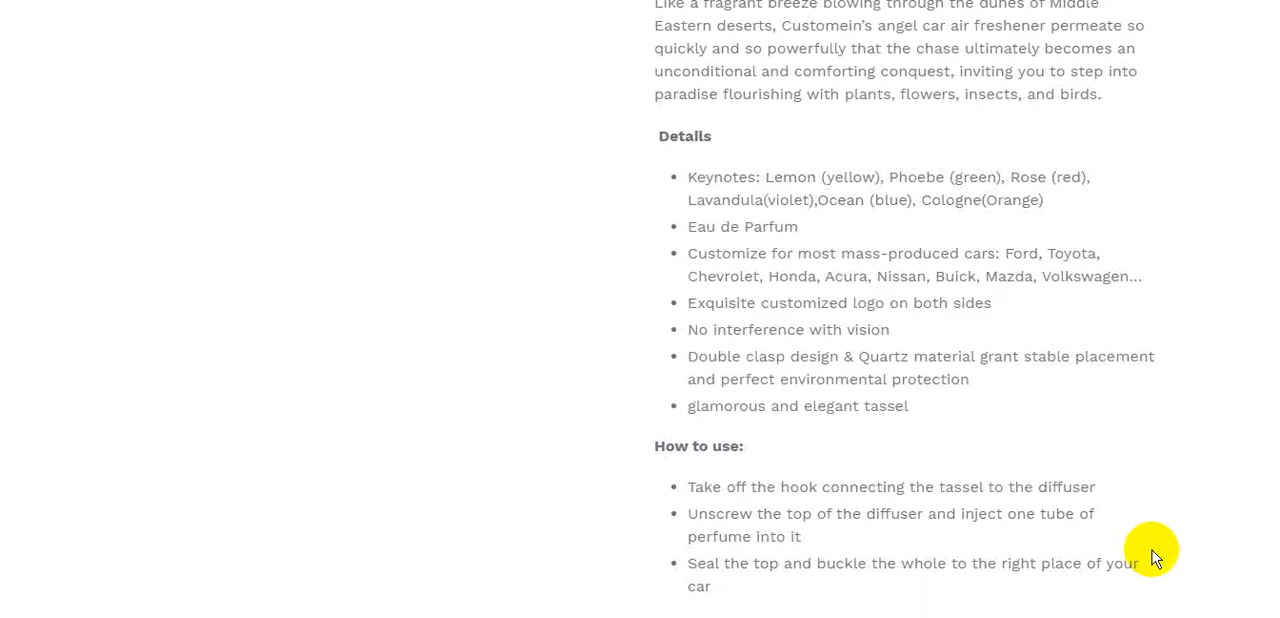 Like a fragrant breeze blowing through the dunes of Middle
Eastern deserts, Customein’s angel car air freshener permeate so
quickly and so powerfully that the chase ultimately becomes an
unconditional and comforting conquest, inviting you to step into
paradise flourishing with plants, flowers, insects, and birds.
Details
• Keynotes: Lemon (yellow), Phoebe (green), Rose (red),
Lavandula(violet),Ocean (blue), Cologne(Orange)
• Eau de Parfum
• Customize for most mass-produced cars: Ford, Toyota,
Chevrolet, Honda, Acura, Nissan, Buick, Mazda, Volkswagen...
• Exquisite customized logo on both sides
• No interference with vision
• Double clasp design & Quartz material grant stable placement
and perfect environmental protection
• glamorous and elegant tassel
How to use:
• Take off the hook connecting the tassel to the diffuser
• Unscrew the top of the diffuser and inject one tube of
perfume into it
• Seal the top and buckle the whole to the right place of your
car